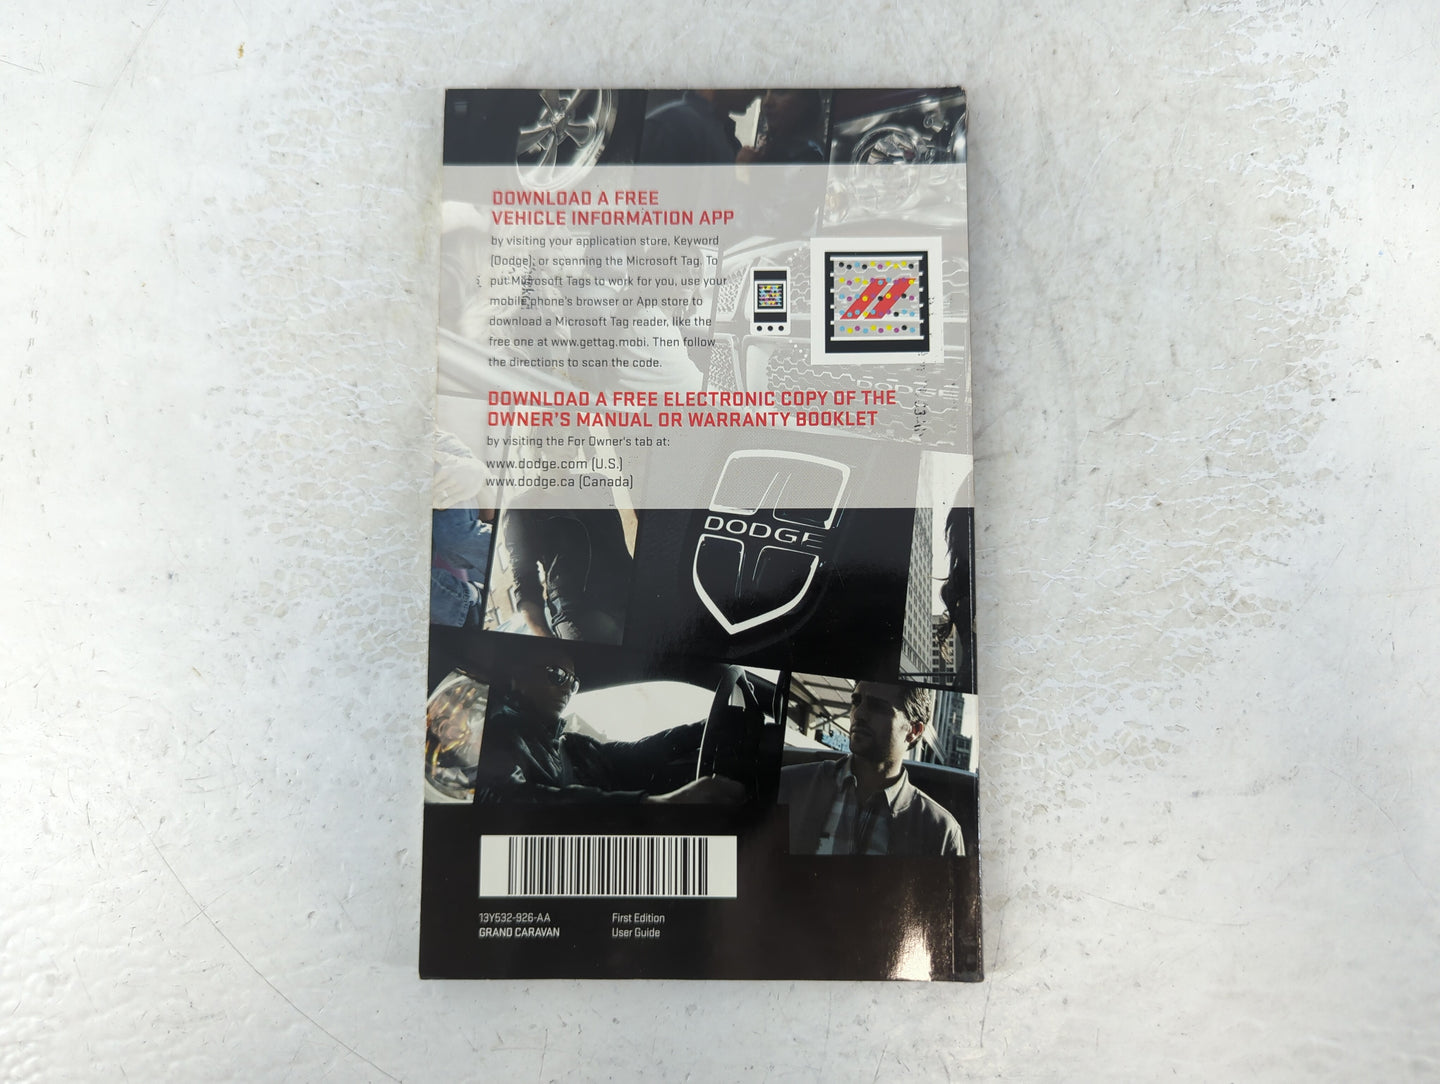 DOWNLOAD A FREE
VEHICLE INFORMATION APP
by visiting your application store, Keyword
(Dodge), or scanning the Microsoft Tag. To
put Microsoft Tags to work for you, use your
mobile phone's browser or App store to
download a Microsoft Tag reader, like the
free one at www.gettag.mobi. Then follow
the directions to scan the code.
DODGE
DOWNLOAD A FREE ELECTRONIC COPY OF THE
OWNER'S MANUAL OR WARRANTY BOOKLET
by visiting the For Owner's tab at:
www.dodge.com (U.S.)
www.dodge.ca (Canada)
DODGE
13Y532-926-AA
GRAND CARAVAN
First Edition
User Guide